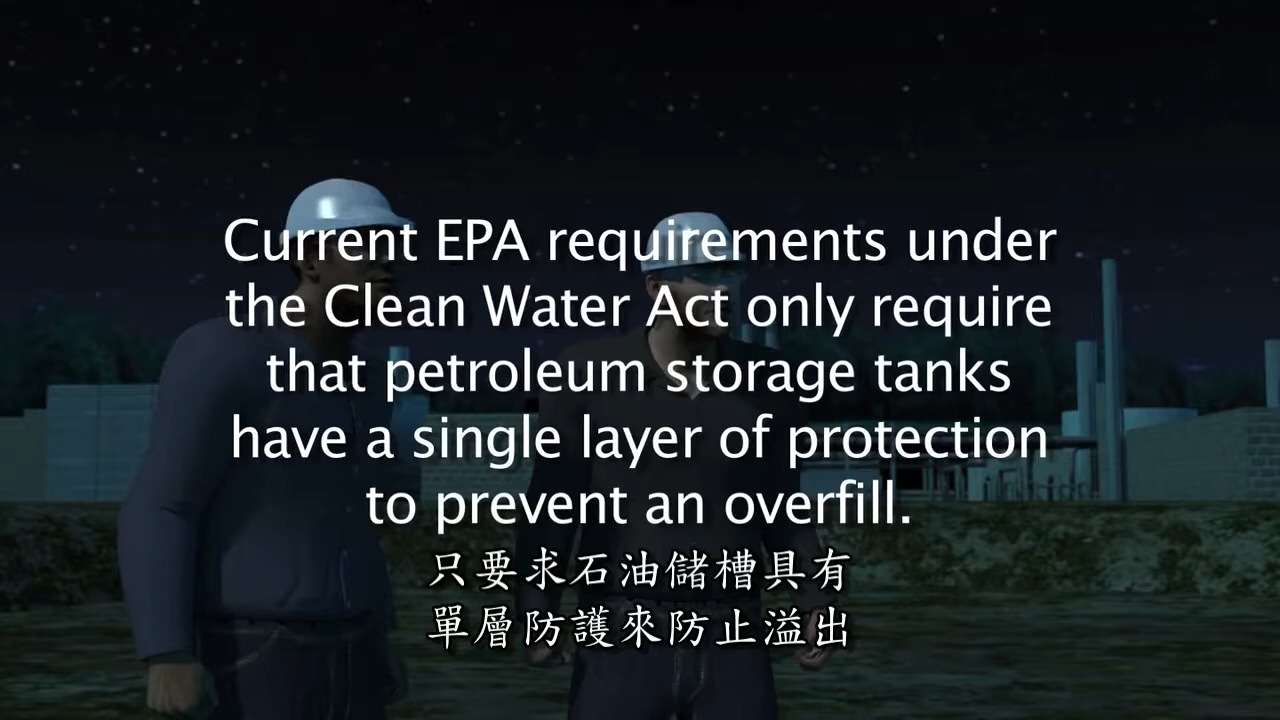 Current EPA requirements under
the Clean Water Act only require
that petroleum storage tanks
have a single layer of protection
to prevent an overfill.
只要求石油儲槽具有
單層防護來防止溢出